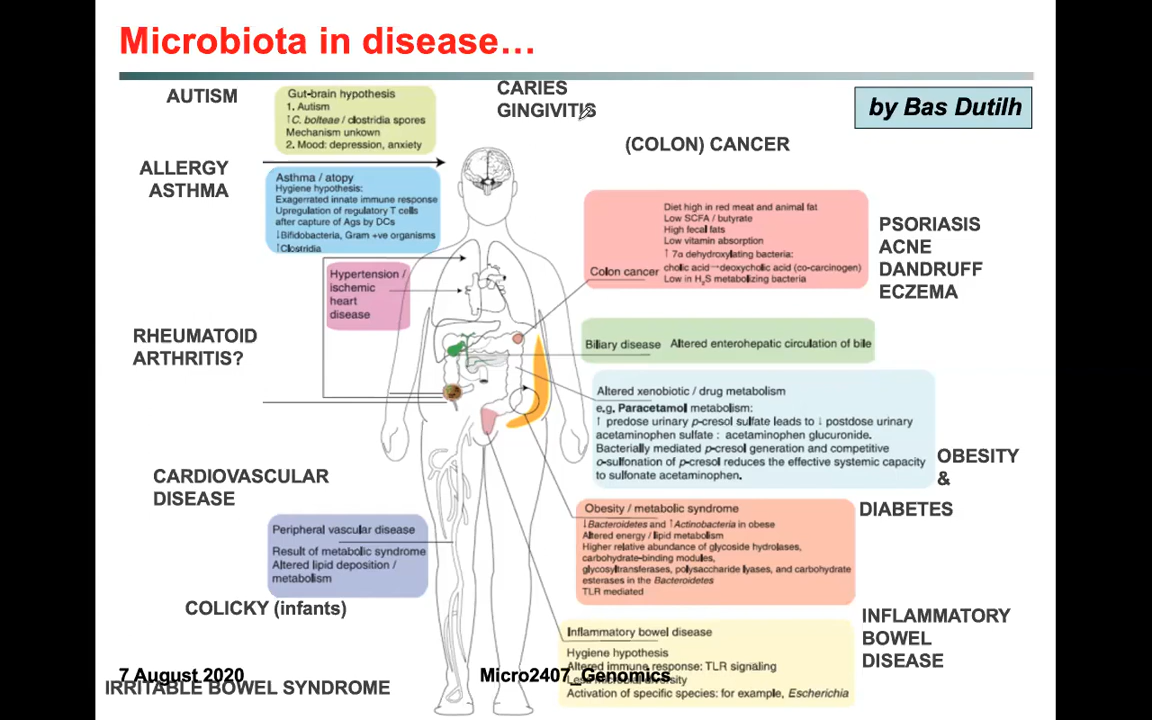 Microbiota in disease…
by Bas Dutilh
AUTISM
Gut-brain hypothesis
1. Autism
↑C. bolteae / clostridia spores
Mechanism unkown
2. Mood: depression, anxiety
CARIES
GINGIVITIS
(COLON) CANCER
ALLERGY
ASTHMA
Asthma / atopy
Hygiene hypothesis:
Exagerrated innate immune response
Upregulation of regulatory T cells
after capture of Ags by DCs
↓Bifidobacteria, Gram +ve organisms
↑Clostridia
Diet high in red meat and animal fat
Low SCFA / butyrate
High fecal fats
Low vitamin absorption
↑ 7α dehydroxylating bacteria:
Colon cancer cholic acid→deoxycholic acid (co-carcinogen)
Low in H2S metabolizing bacteria
PSORIASIS
ACNE
DANDRUFF
ECZEMA
Hypertension /
ischemic
heart
disease
RHEUMATOID
ARTHRITIS?
Biliary disease Altered enterohepatic circulation of bile
Altered xenobiotic / drug metabolism
e.g. Paracetamol metabolism:
↑ predose urinary p-cresol sulfate leads to ↓ postdose urinary
acetaminophen sulfate : acetaminophen glucuronide.
Bacterially mediated p-cresol generation and competitive
o-sulfonation of p-cresol reduces the effective systemic capacity
to sulfonate acetaminophen.
OBESITY
&
DIABETES
CARDIOVASCULAR
DISEASE
Obesity / metabolic syndrome
↓Bacteroidetes and ↑Actinobacteria in obese
Altered energy / lipid metabolism
Higher relative abundance of glycoside hydrolases,
carbohydrate-binding modules,
glycosyltransferases, polysaccharide lyases, and carbohydrate
esterases in the Bacteroidetes
TLR mediated
Peripheral vascular disease
Result of metabolic syndrome
Altered lipid deposition /
metabolism
COLICKY (infants)
INFLAMMATORY
BOWEL
DISEASE
Inflammatory bowel disease
Hygiene hypothesis
Altered immune response: TLR signaling
Less microbial diversity
Activation of specific species: for example, Escherichia
7 August 2020
Micro2407_Genomics
IRRITABLE BOWEL SYNDROME